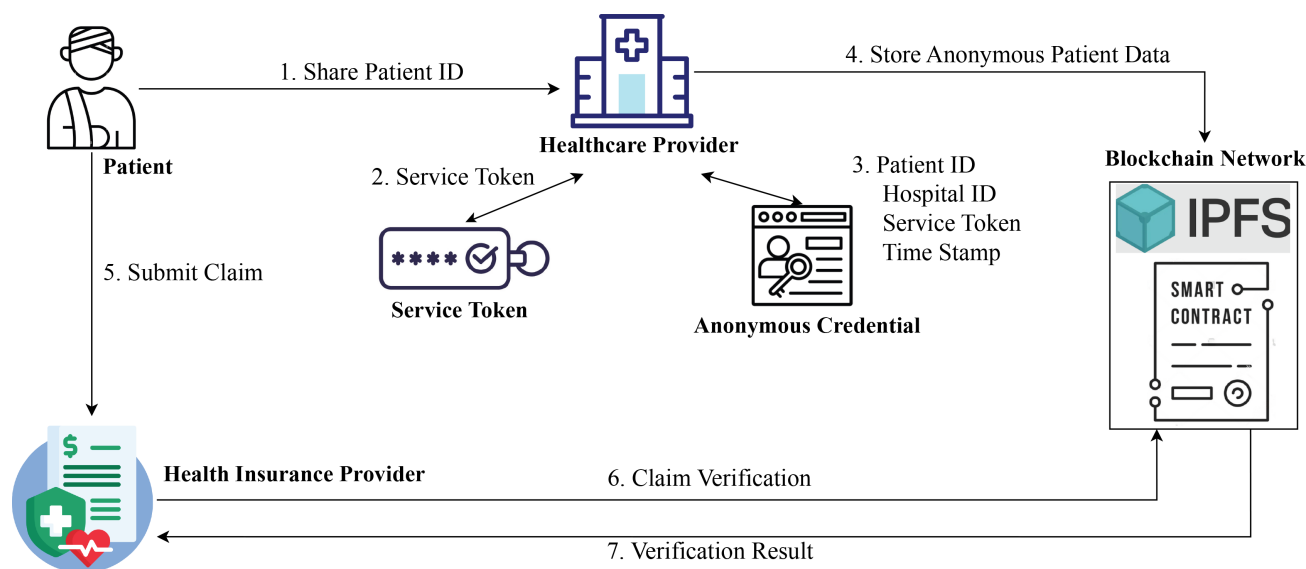 1. Share Patient ID
4. Store Anonymous Patient Data
Healthcare Provider
Patient
Blockchain Network
2. Service Token
3. Patient ID
Hospital ID
Service Token
Time Stamp
IPFS
****
5. Submit Claim
SMART
CONTRACT
Service Token
Anonymous Credential
$
Health Insurance Provider
6. Claim Verification
7. Verification Result